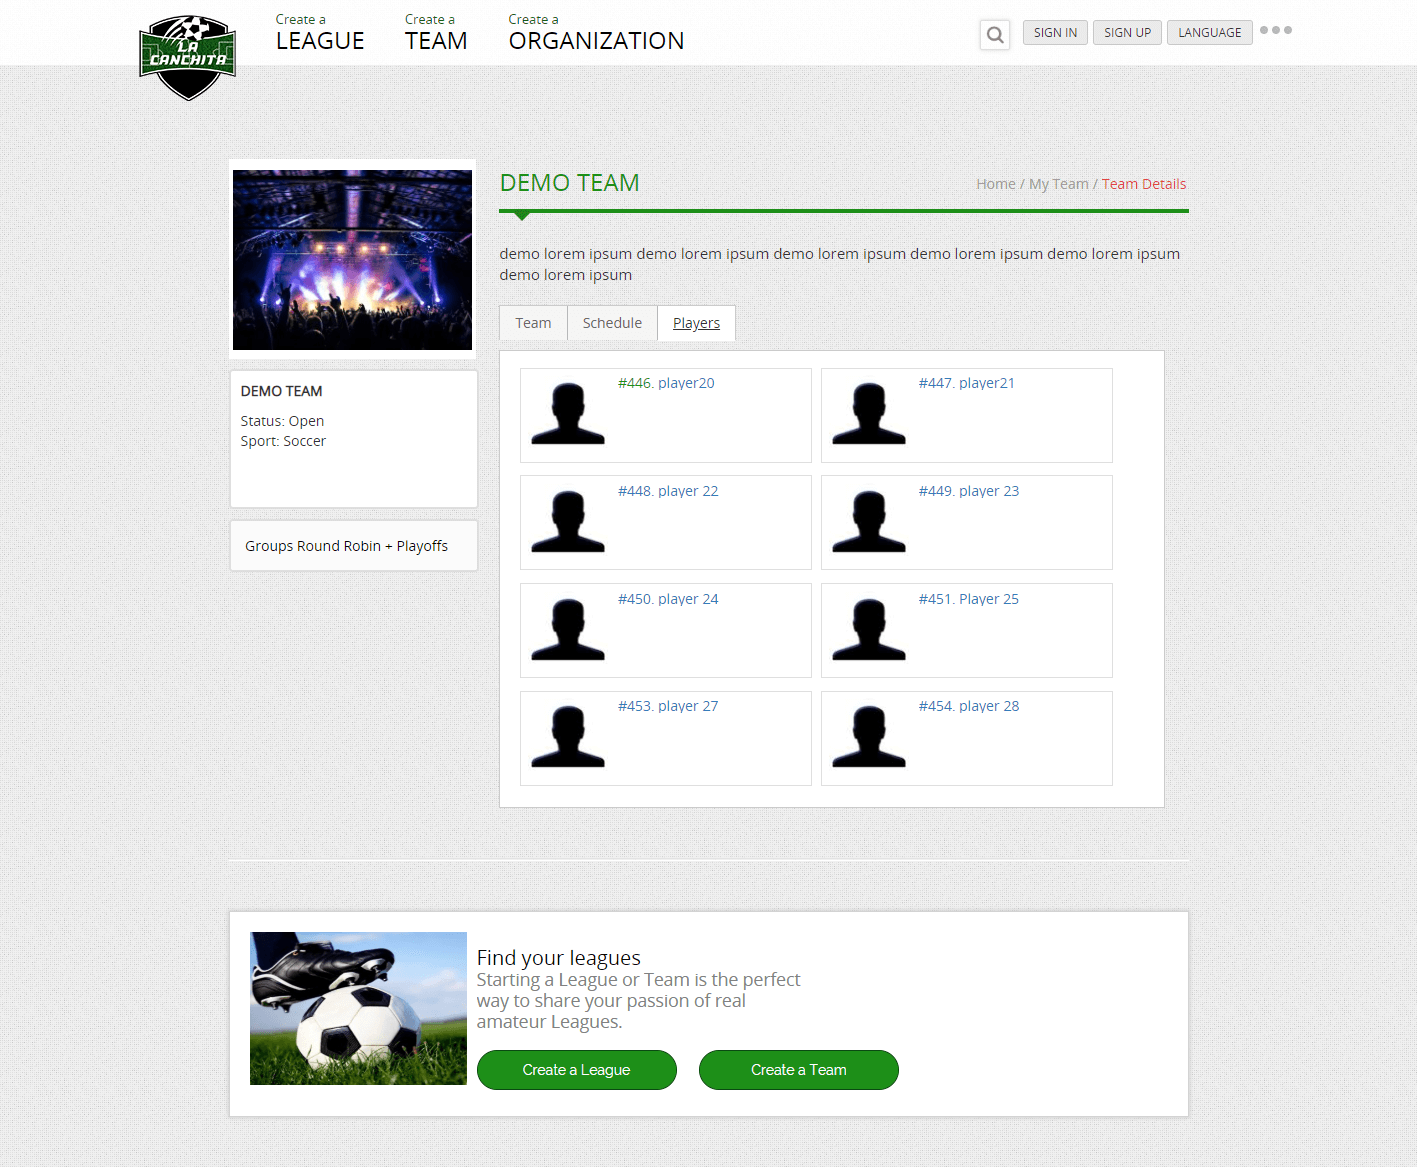 LA
CANCHITA
Create a
LEAGUE
Create a
TEAM
Create a
ORGANIZATION
SIGN IN
SIGN UP
LANGUAGE
DEMO TEAM
Home / My Team / Team Details
demo lorem ipsum demo lorem ipsum demo lorem ipsum demo lorem ipsum demo lorem ipsum
demo lorem ipsum
Team
Schedule
Players
DEMO TEAM
Status: Open
Sport: Soccer
Groups Round Robin + Playoffs
#446. player20
#447. player21
#448. player 22
#449. player 23
#450. player 24
#451. Player 25
#453. player 27
#454. player 28
Find your leagues
Starting a League or Team is the perfect
way to share your passion of real
amateur Leagues.
Create a League
Create a Team